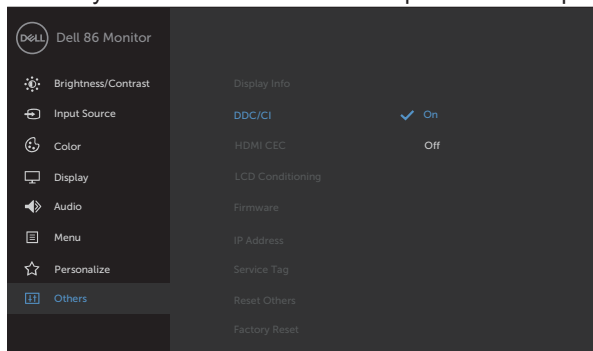 DELL Dell 86 Monitor
Brightness/Contrast Display Info
Input Source DDC/CI On
Color HDMI CEC Off
Display LCD Conditioning
Audio Firmware
Menu IP Address
Personalize Service Tag
Others Reset Others
Factory Reset